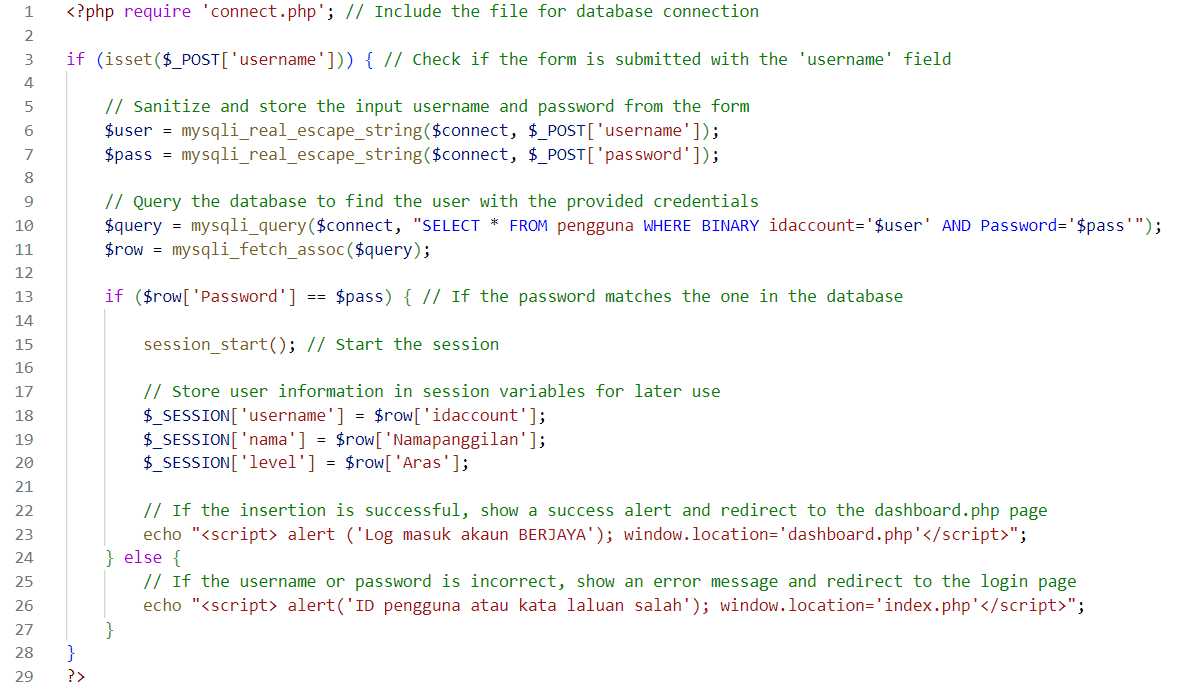 1 <?php require 'connect.php'; // Include the file for database connection
2
3 if (isset($_POST['username'])) { // Check if the form is submitted with the 'username' field
4
5 // Sanitize and store the input username and password from the form
6 $user = mysqli_real_escape_string($connect, $_POST['username']);
7 $pass = mysqli_real_escape_string($connect, $_POST['password']);
8
9 // Query the database to find the user with the provided credentials
10 $query = mysqli_query($connect, "SELECT * FROM pengguna WHERE BINARY idaccount='$user' AND Password='$pass'");
11 $row = mysqli_fetch_assoc($query);
12
13 if ($row['Password'] == $pass) { // If the password matches the one in the database
14
15 session_start(); // Start the session
16
17 // Store user information in session variables for later use
18 $_SESSION['username'] = $row['idaccount'];
19 $_SESSION['nama'] = $row['Namapanggilan'];
20 $_SESSION['level'] = $row['Aras'];
21
22 // If the insertion is successful, show a success alert and redirect to the dashboard.php page
23 echo "<script> alert ('Log masuk akaun BERJAYA'); window.location='dashboard.php'</script>";
24 } else {
25 // If the username or password is incorrect, show an error message and redirect to the login page
26 echo "<script> alert('ID pengguna atau kata laluan salah'); window.location='index.php'</script>";
27 }
28 }
29 ?>